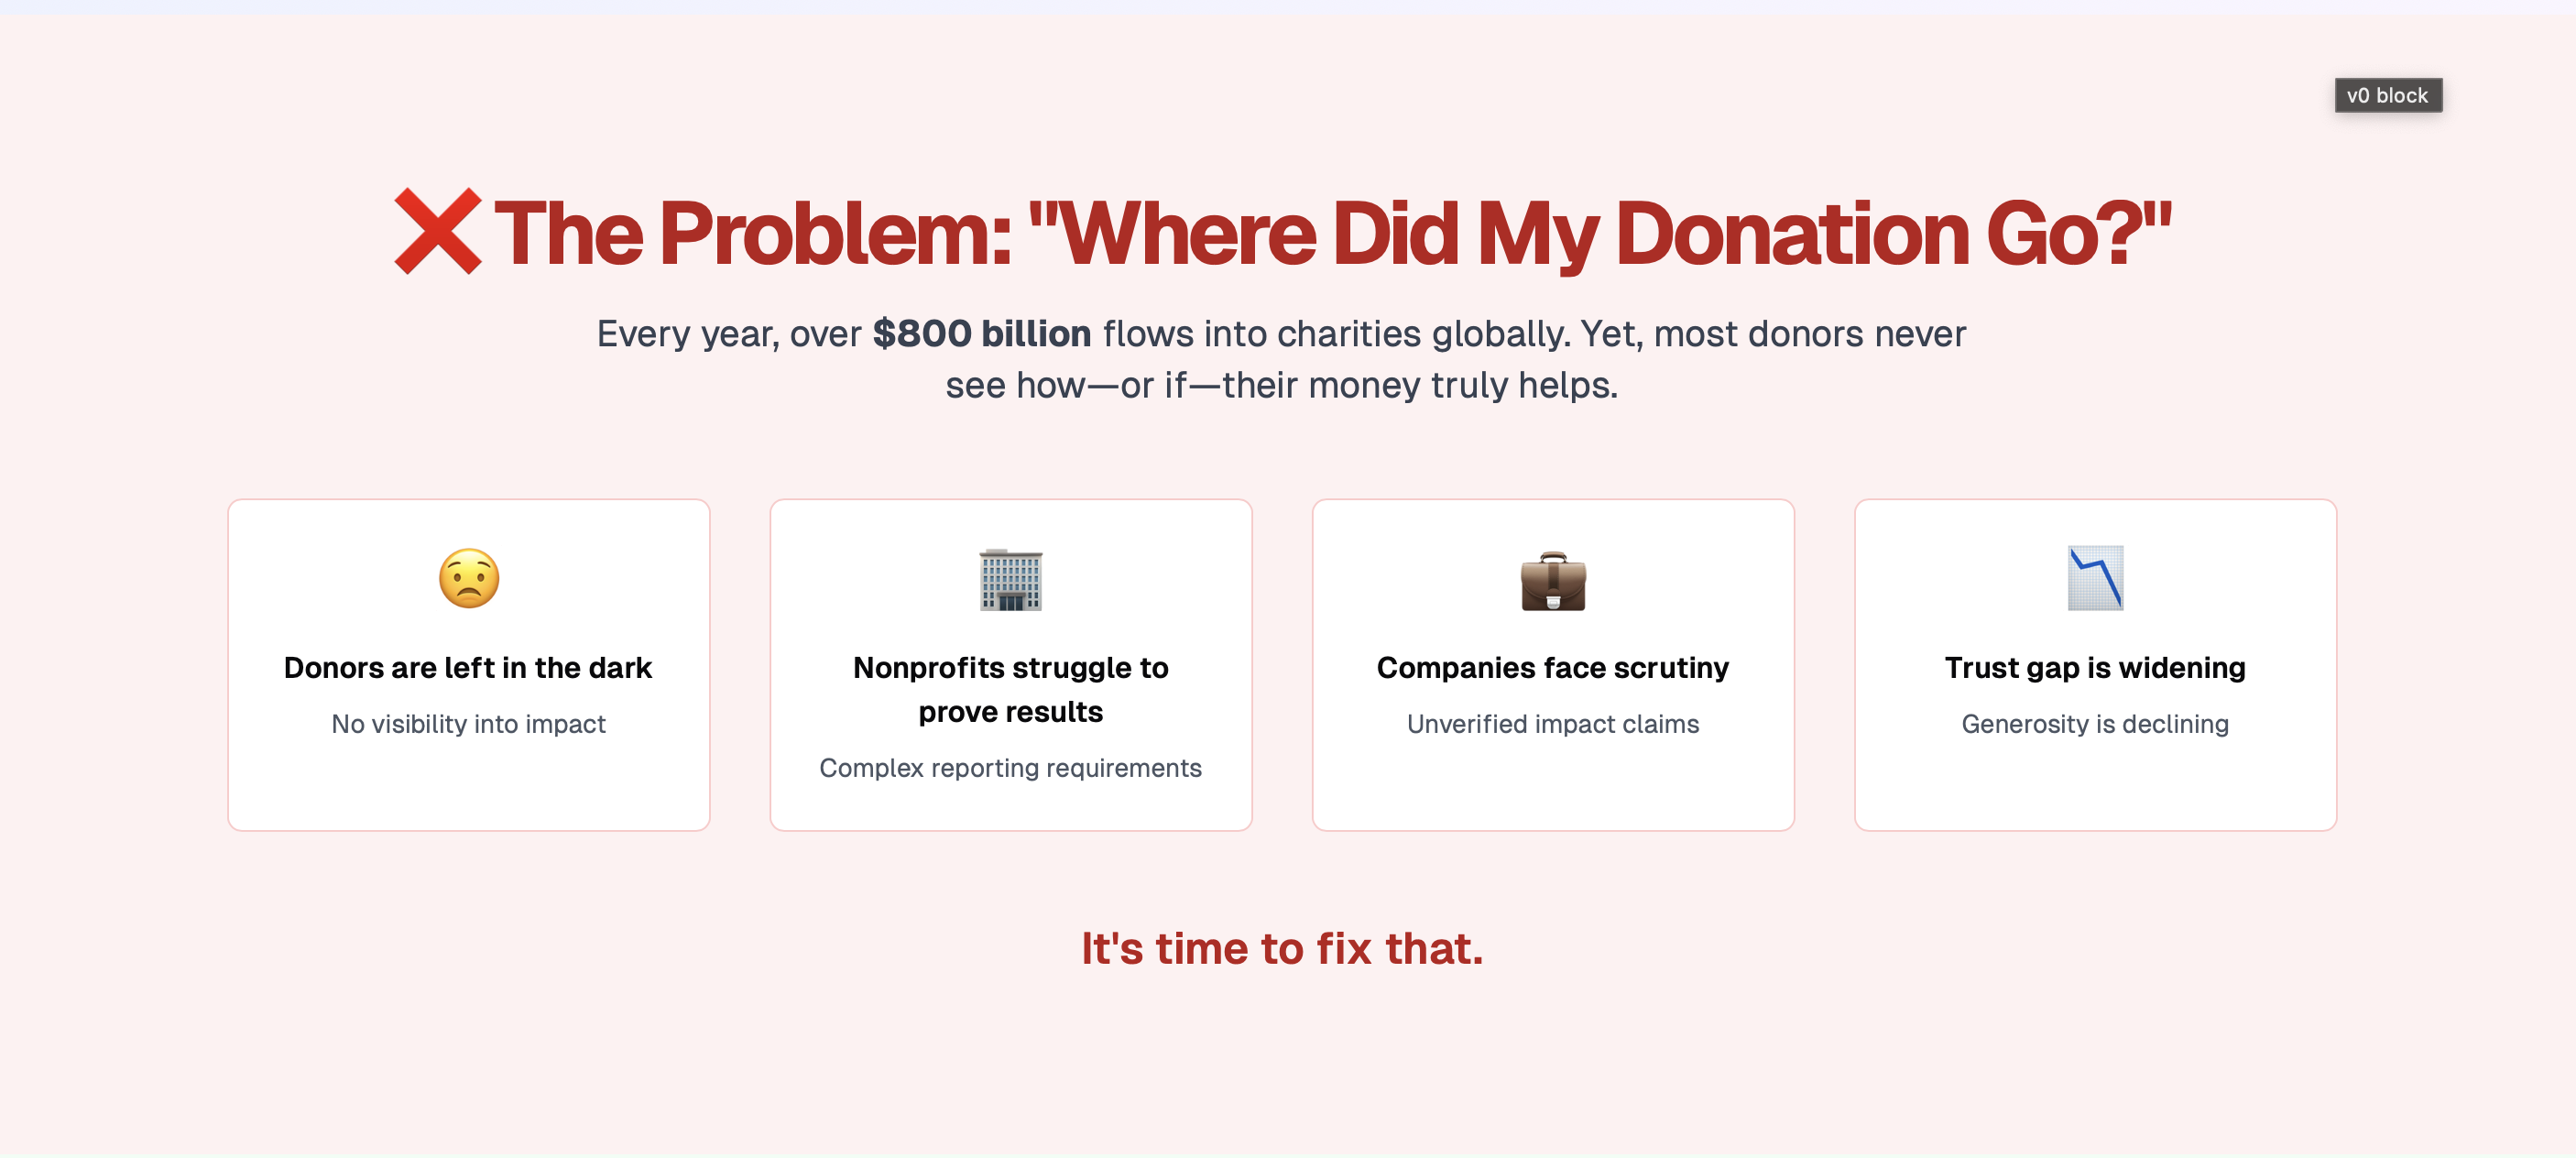 v0 block
❌ The Problem: "Where Did My Donation Go?"
Every year, over $800 billion flows into charities globally. Yet, most donors never
see how—or if—their money truly helps.
Donors are left in the dark
No visibility into impact
Nonprofits struggle to
prove results
Complex reporting requirements
Companies face scrutiny
Unverified impact claims
Trust gap is widening
Generosity is declining
It's time to fix that.